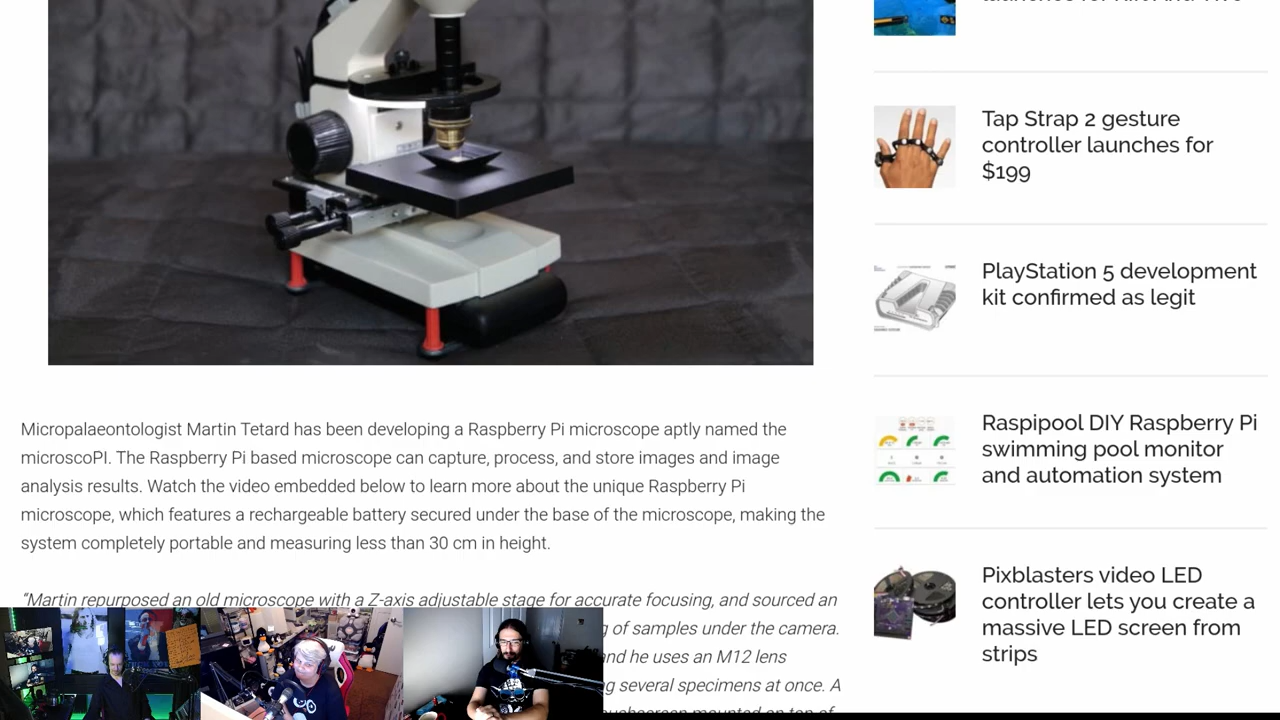 Micropalaeontologist Martin Tetard has been developing a Raspberry Pi microscope aptly named the
microscoPI. The Raspberry Pi based microscope can capture, process, and store images and image
analysis results. Watch the video embedded below to learn more about the unique Raspberry Pi
microscope, which features a rechargeable battery secured under the base of the microscope, making the
system completely portable and measuring less than 30 cm in height.
"Martin repurposed an old microscope with a Z-axis adjustable stage for accurate focusing, and sourced an
g of samples under the camera.
and he uses an M12 lens
ng several specimens at once. A
Tap Strap 2 gesture
controller launches for
$199
PlayStation 5 development
kit confirmed as legit
Raspipool DIY Raspberry Pi
swimming pool monitor
and automation system
Pixblasters video LED
controller lets you create a
massive LED screen from
strips